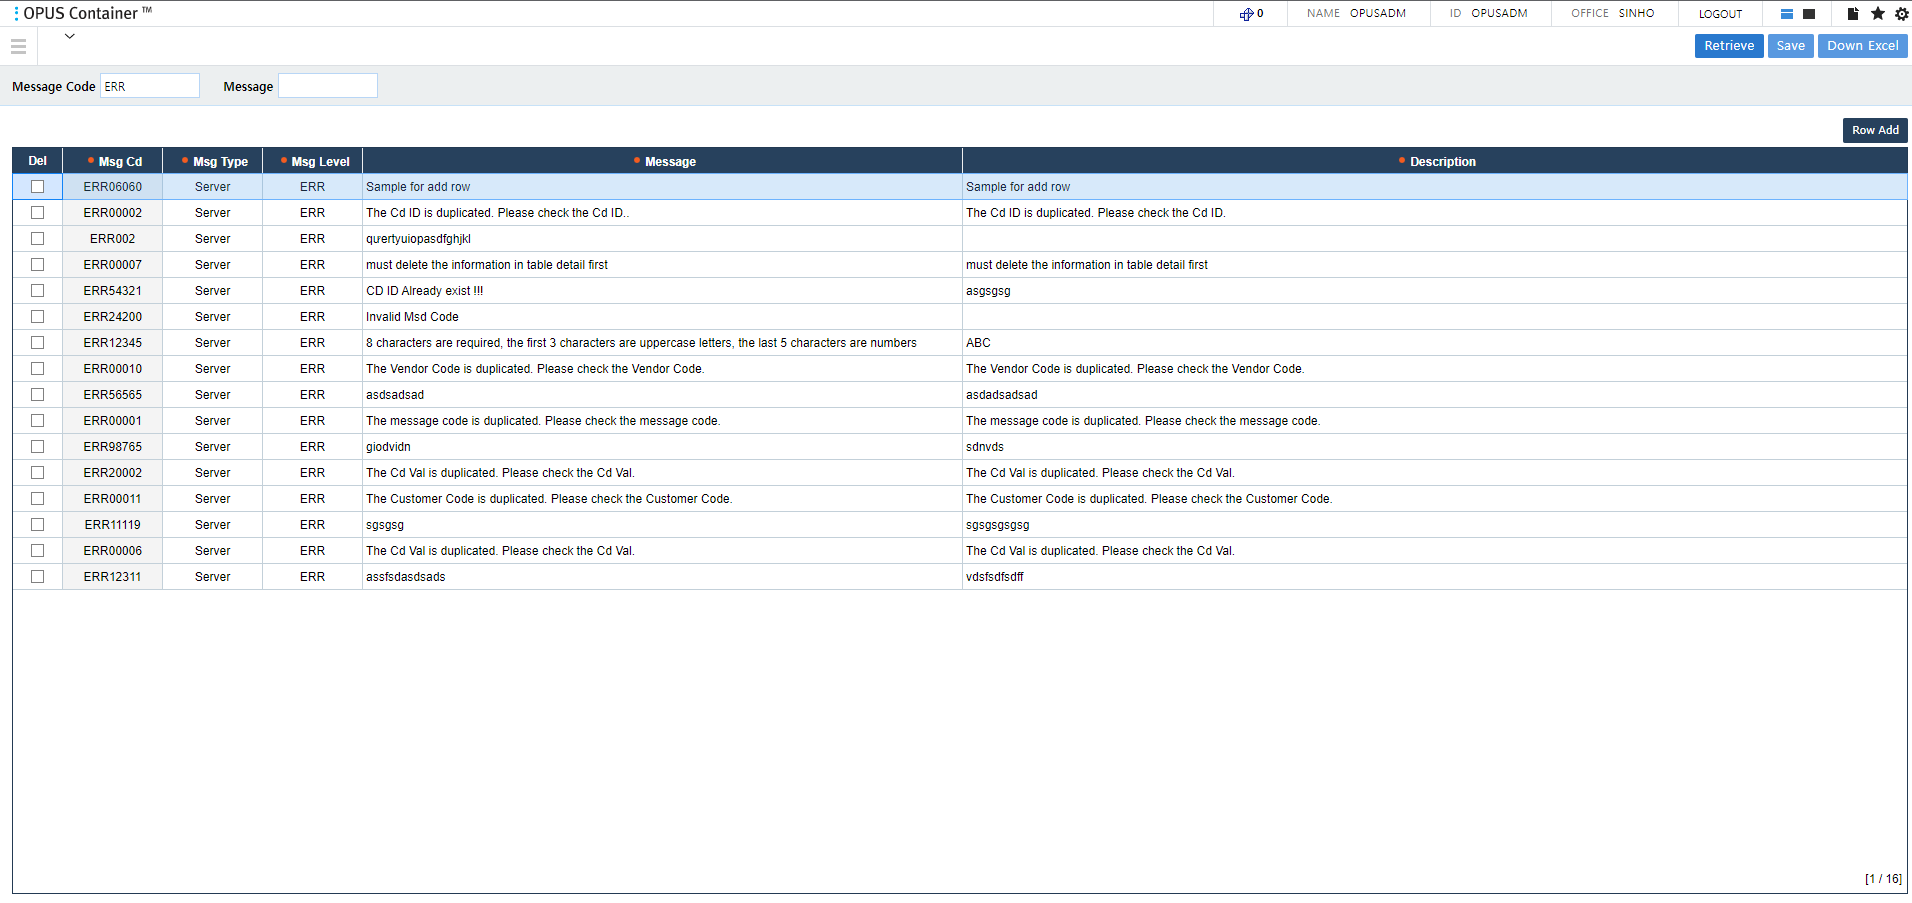 OPUS Container ™ 0 NAME OPUSADM ID OPUSADM OFFICE SINHO LOGOUT
Retrieve Save Down Excel
Message Code ERR Message
Row Add
Del Msg Cd Msg Type Msg Level Message Description
ERR06060 Server ERR Sample for add row Sample for add row
ERR00002 Server ERR The Cd ID is duplicated. Please check the Cd ID.. The Cd ID is duplicated. Please check the Cd ID.
ERR002 Server ERR qưertyuiopasdfghjkl
ERR00007 Server ERR must delete the information in table detail first must delete the information in table detail first
ERR54321 Server ERR CD ID Already exist !!! asgsgsg
ERR24200 Server ERR Invalid Msd Code
ERR12345 Server ERR 8 characters are required, the first 3 characters are uppercase letters, the last 5 characters are numbers ABC
ERR00010 Server ERR The Vendor Code is duplicated. Please check the Vendor Code. The Vendor Code is duplicated. Please check the Vendor Code.
ERR56565 Server ERR asdsadsad asdadsadsad
ERR00001 Server ERR The message code is duplicated. Please check the message code. The message code is duplicated. Please check the message code.
ERR98765 Server ERR giodvidn sdnvds
ERR20002 Server ERR The Cd Val is duplicated. Please check the Cd Val. The Cd Val is duplicated. Please check the Cd Val.
ERR00011 Server ERR The Customer Code is duplicated. Please check the Customer Code. The Customer Code is duplicated. Please check the Customer Code.
ERR11119 Server ERR sgsgsg sgsgsgsgsg
ERR00006 Server ERR The Cd Val is duplicated. Please check the Cd Val. The Cd Val is duplicated. Please check the Cd Val.
ERR12311 Server ERR assfsdasdsads vdsfsdfsdff
[1 / 16]